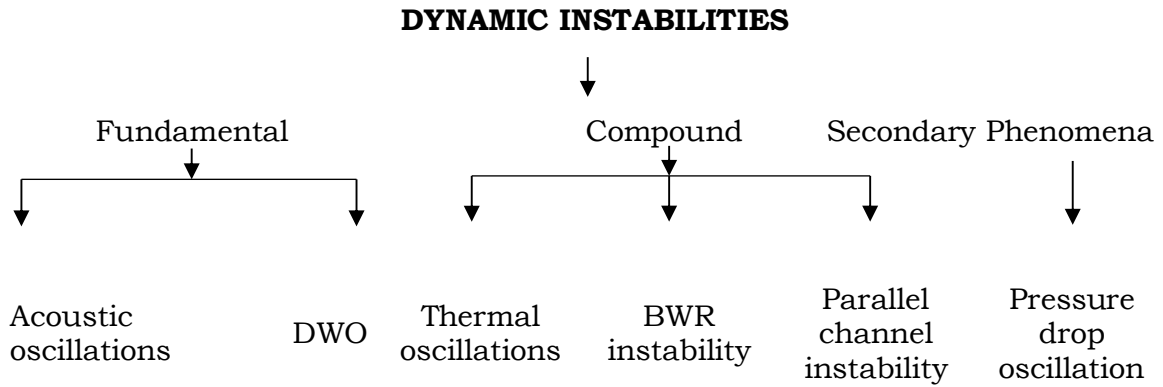 DYNAMIC INSTABILITIES
Fundamental
Compound
Secondary Phenomena
Acoustic
oscillations
DWO
Thermal
oscillations
BWR
instability
Parallel
channel
instability
Pressure
drop
oscillation